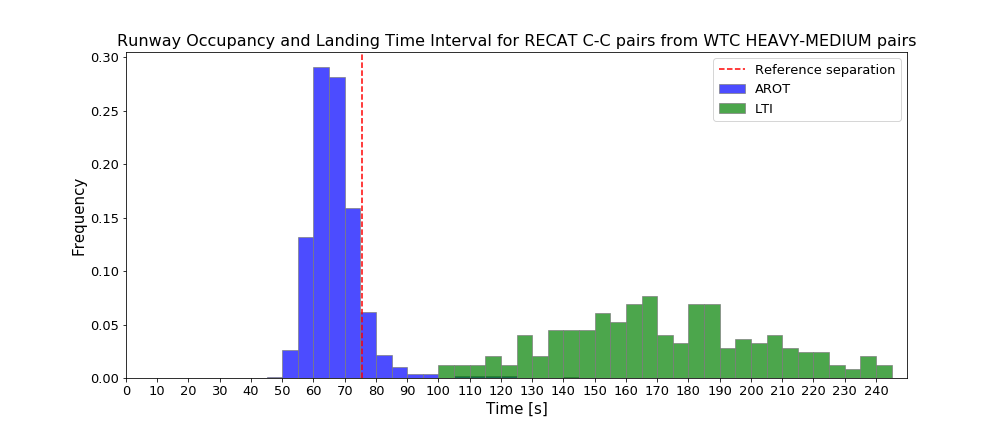 Runway Occupancy and Landing Time Interval for RECAT C-C pairs from WTC HEAVY-MEDIUM pairs
Reference separation
AROT
LTI
Frequency
0.30
0.25
0.20
0.15
0.10
0.05
0.00
0 10 20 30 40 50 60 70 80 90 100 110 120 130 140 150 160 170 180 190 200 210 220 230 240
Time [s]